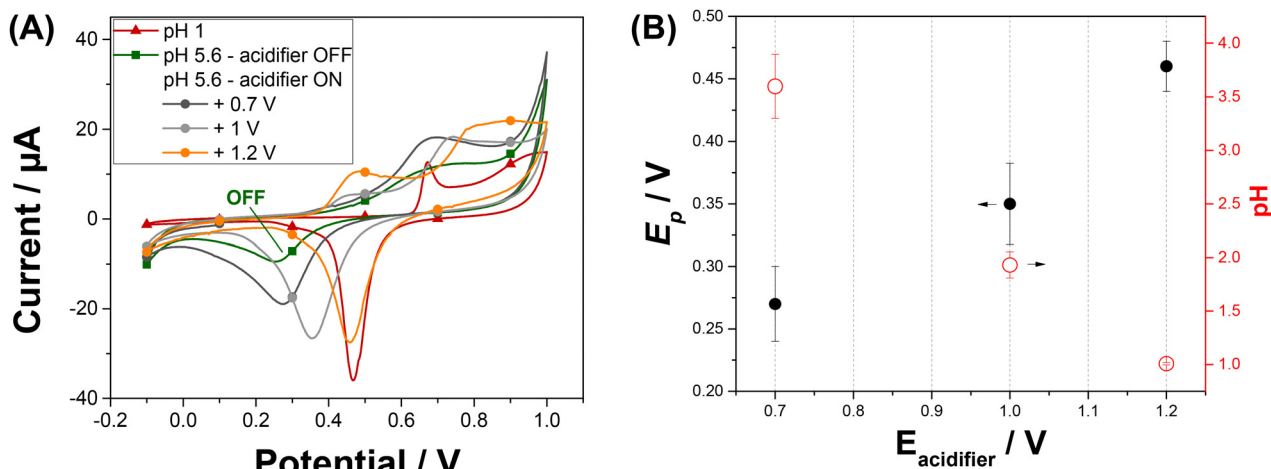 (A)
pH 1
pH 5.6 - acidifier OFF
pH 5.6 - acidifier ON
+ 0.7 V
+ 1 V
+ 1.2 V
OFF
Current / µA
40
20
0
-20
-40
-0.2
0.0
0.2
0.4
0.6
0.8
1.0
Potential / V
(B)
Ep / V
0.50
0.45
0.40
0.35
0.30
0.25
0.20
0.7
0.8
0.9
1.0
1.1
1.2
Eacidifier / V
4.0
3.5
3.0
2.5
2.0
1.5
1.0
pH